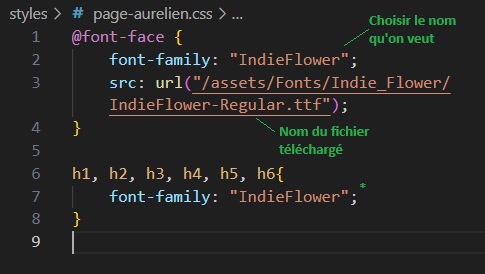 styles > # page-aurelien.css > ...
Choisir le nom
qu'on veut
1 @font-face {
2 font-family: "IndieFlower";
3 src: url("/assets/Fonts/Indie_Flower/
IndieFlower-Regular.ttf");
4 }
Nom du fichier
téléchargé
5
6 h1, h2, h3, h4, h5, h6{
7 font-family: "IndieFlower";*
8 }
9